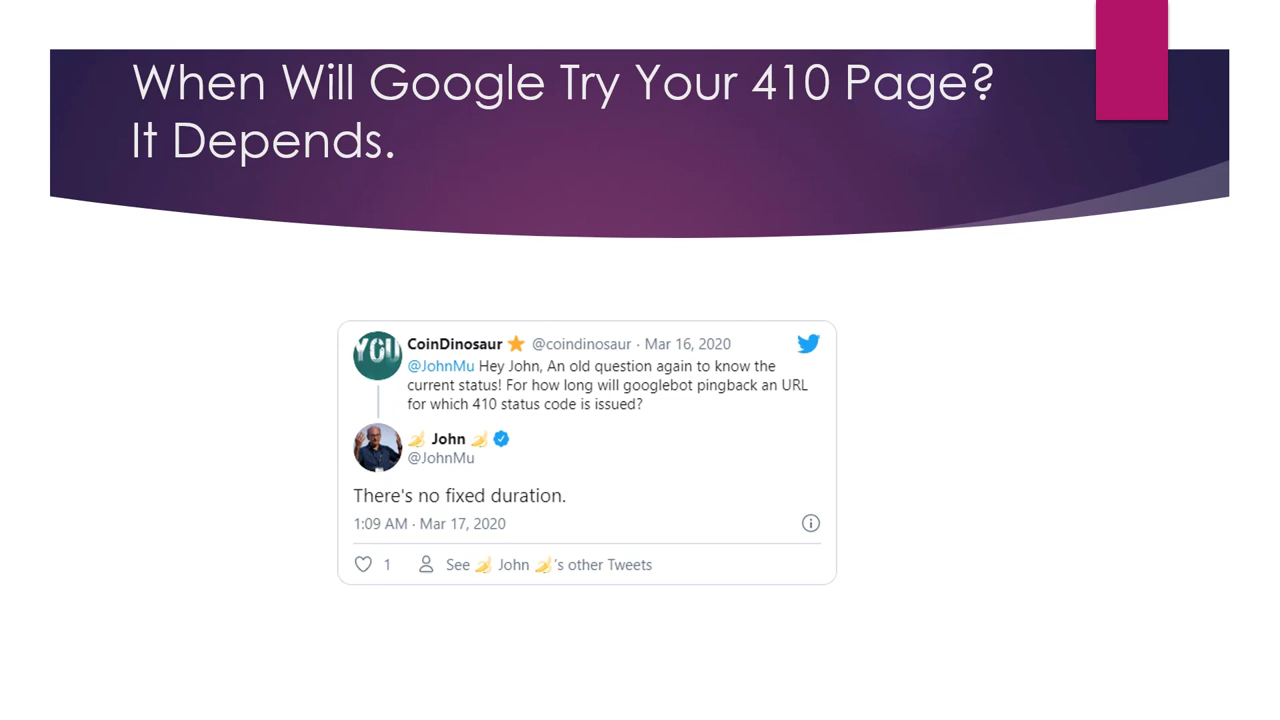 When Will Google Try Your 410 Page?
It Depends.
YOU
CoinDinosaur ⭐ @coindinosaur · Mar 16, 2020
@JohnMu Hey John, An old question again to know the
current status! For how long will googlebot pingback an URL
for which 410 status code is issued?
🍌 John 🍌
@JohnMu
There's no fixed duration.
1:09 AM · Mar 17, 2020
1 See 🍌 John 🍌's other Tweets